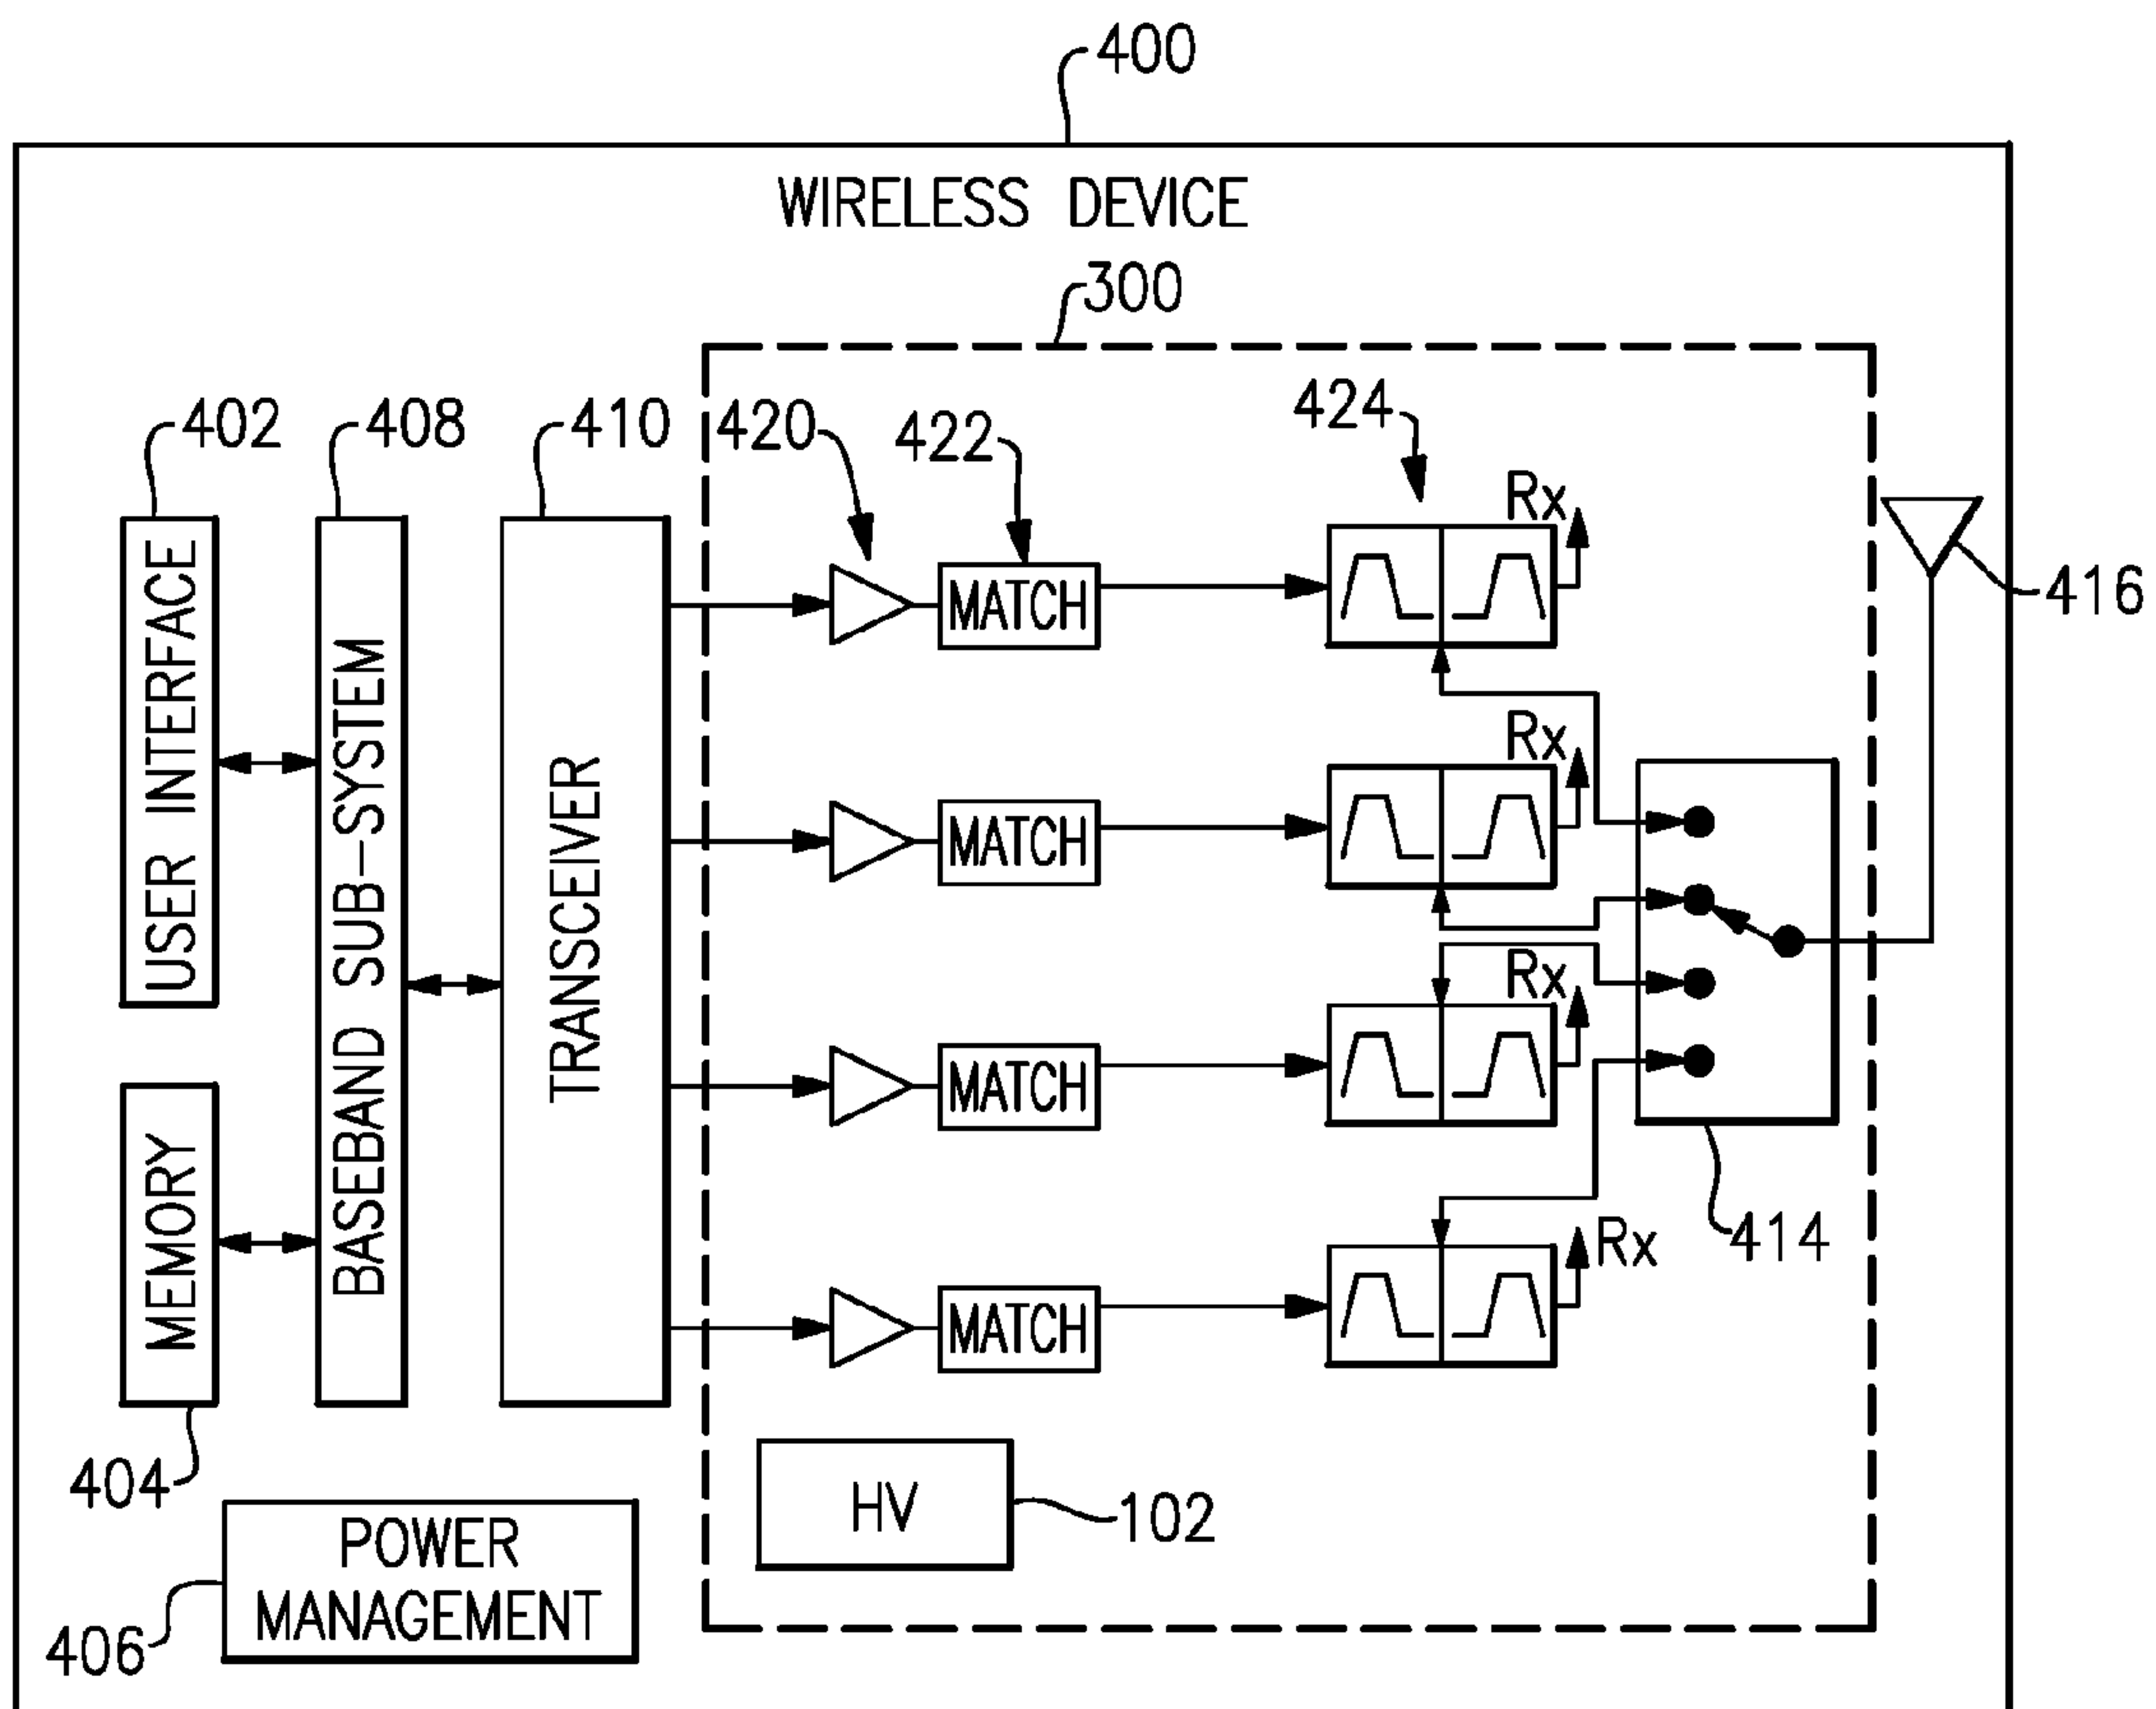 400
WIRELESS DEVICE
300
402
408
410
420
422
424
Rx
416
USER INTERFACE
BASEBAND SUB-SYSTEM
TRANSCEIVER
MATCH
Rx
MATCH
Rx
MATCH
MEMORY
Rx
414
MATCH
404
HV
102
POWER
MANAGEMENT
406